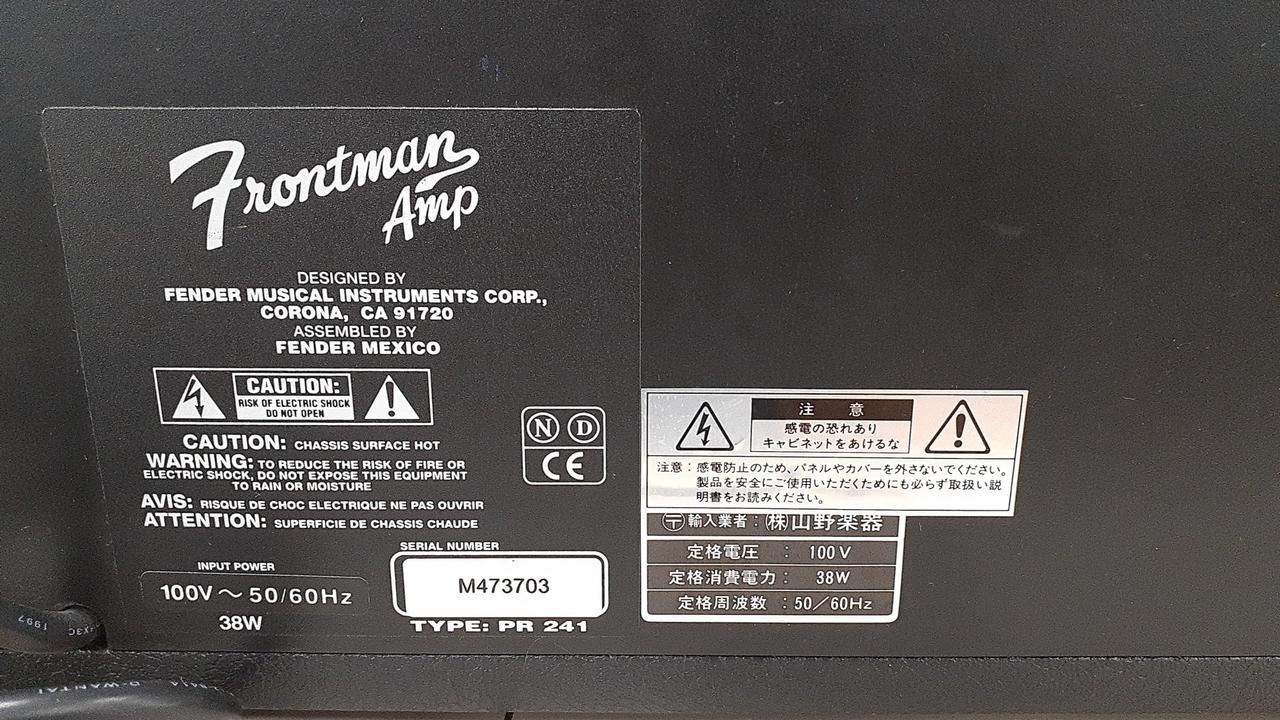 Frontman
Amp
DESIGNED BY
FENDER MUSICAL INSTRUMENTS CORP.,
CORONA, CA 91720
ASSEMBLED BY
FENDER MEXICO
CAUTION:
RISK OF ELECTRIC SHOCK
DO NOT OPEN
CAUTION: CHASSIS SURFACE HOT
WARNING: TO REDUCE THE RISK OF FIRE OR
ELECTRIC SHOCK, DO NOT EXPOSE THIS EQUIPMENT
TO RAIN OR MOISTURE
AVIS: RISQUE DE CHOC ELECTRIQUE NE PAS OUVRIR
ATTENTION: SUPERFICIE DE CHASSIS CHAUDE
N D
CE
INPUT POWER
100V ~ 50/60Hz
38W
SERIAL NUMBER
M473703
TYPE: PR 241
注 意
感電の恐れあり
キャビネットをあけるな
注意：感電防止のため、パネルやカバーを外さないでください。
製品を安全にご使用いただくためにも必らず取扱い説
明書をお読みください。
〒輸入業者：㈱山野楽器
定格電圧 ： 100V
定格消費電力： 38W
定格周波数 ：50／60Hz
1997